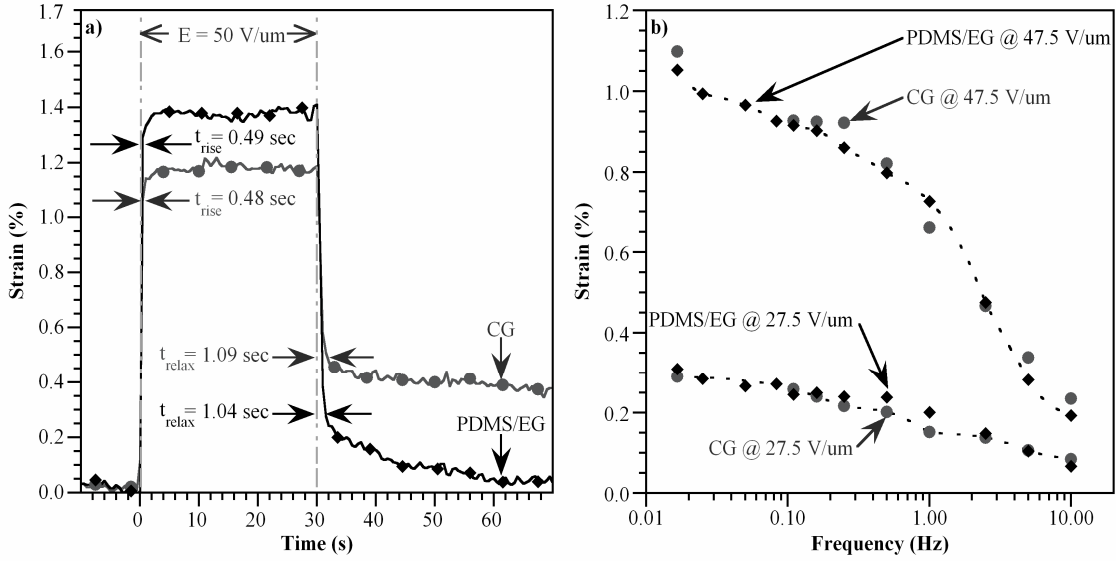 a)
E = 50 V/um
1.7
1.6
1.4
1.2
1.0
0.8
0.6
0.4
0.2
0.0
Strain (%)
t_rise = 0.49 sec
t_rise = 0.48 sec
t_relax = 1.09 sec
t_relax = 1.04 sec
CG
PDMS/EG
0 10 20 30 40 50 60
Time (s)
b)
1.2
1.0
0.8
0.6
0.4
0.2
0.0
Strain (%)
PDMS/EG @ 47.5 V/um
CG @ 47.5 V/um
PDMS/EG @ 27.5 V/um
CG @ 27.5 V/um
0.01 0.10 1.00 10.00
Frequency (Hz)